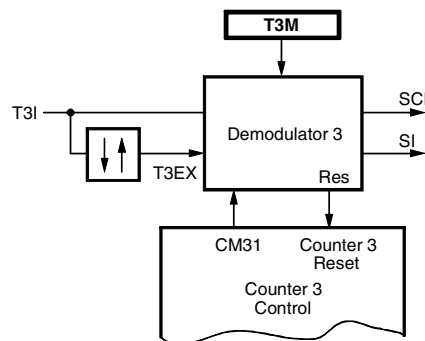 T3M
SCI
T3I
Demodulator 3
SI
T3EX
Res
CM31
Counter 3
Reset
Counter 3
Control